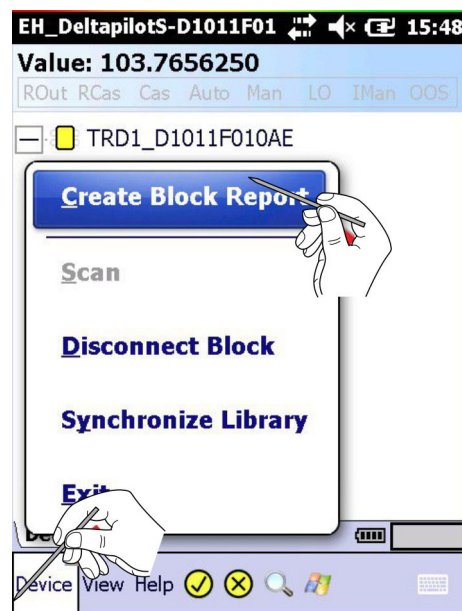 EH_DeltapilotS-D1011F01 15:48
Value: 103.7656250
ROut RCas Cas Auto Man LO IMan OOS
TRD1_D1011F010AE
Create Block Report
Scan
Disconnect Block
Synchronize Library
Exit
Device View Help